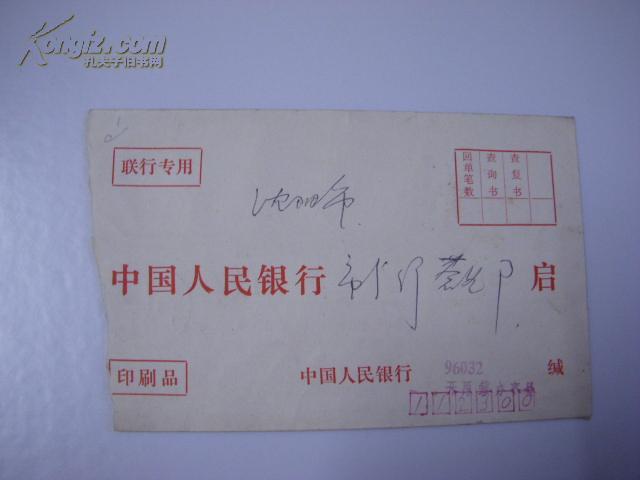 Kongfz.com
孔夫子旧书网
联行专用
回单笔数
查询书
查复书
沈阳市
中国人民银行 启
印刷品
中国人民银行 96032 缄